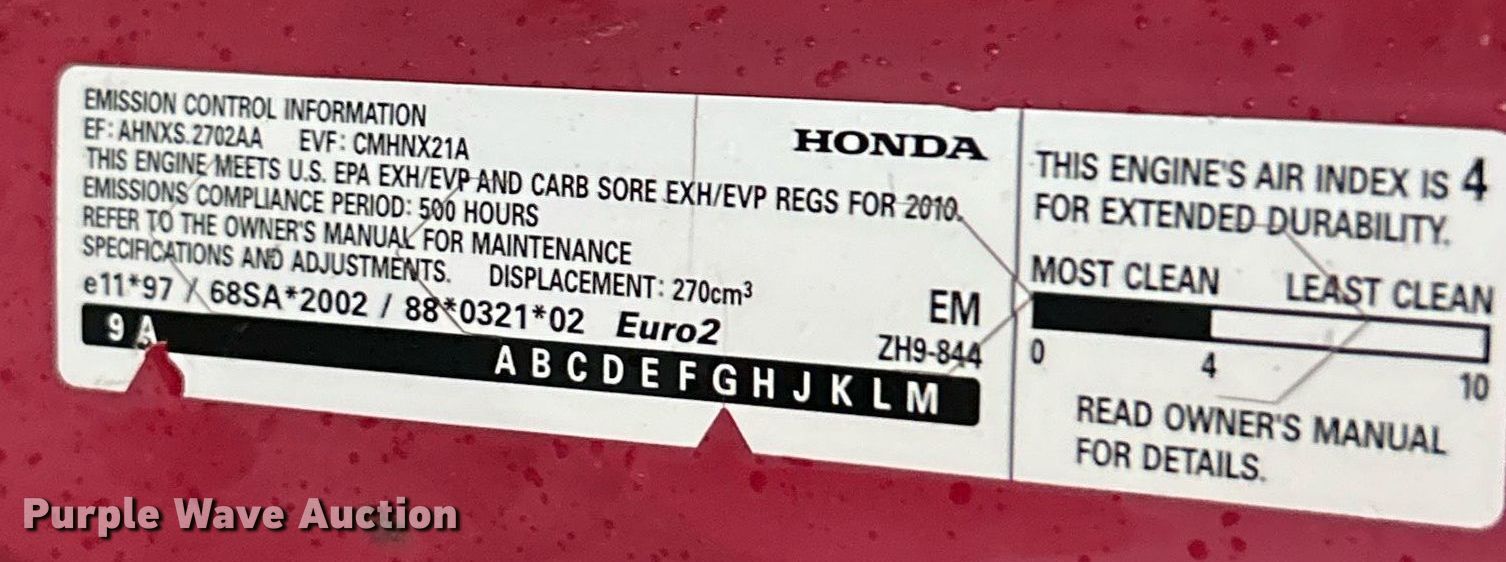 EMISSION CONTROL INFORMATION
EF: AHNXS.2702AA EVF: CMHNX21A
HONDA
THIS ENGINE MEETS U.S. EPA EXH/EVP AND CARB SORE EXH/EVP REGS FOR 2010.
EMISSIONS COMPLIANCE PERIOD: 500 HOURS
REFER TO THE OWNER'S MANUAL FOR MAINTENANCE
SPECIFICATIONS AND ADJUSTMENTS. DISPLACEMENT: 270cm³
EM
e11*97 / 68SA*2002 / 88*0321*02 Euro2
ZH9-844
9 A
A B C D E F G H J K L M
THIS ENGINE'S AIR INDEX IS 4
FOR EXTENDED DURABILITY.
MOST CLEAN LEAST CLEAN
0 4 10
READ OWNER'S MANUAL
FOR DETAILS.
Purple Wave Auction